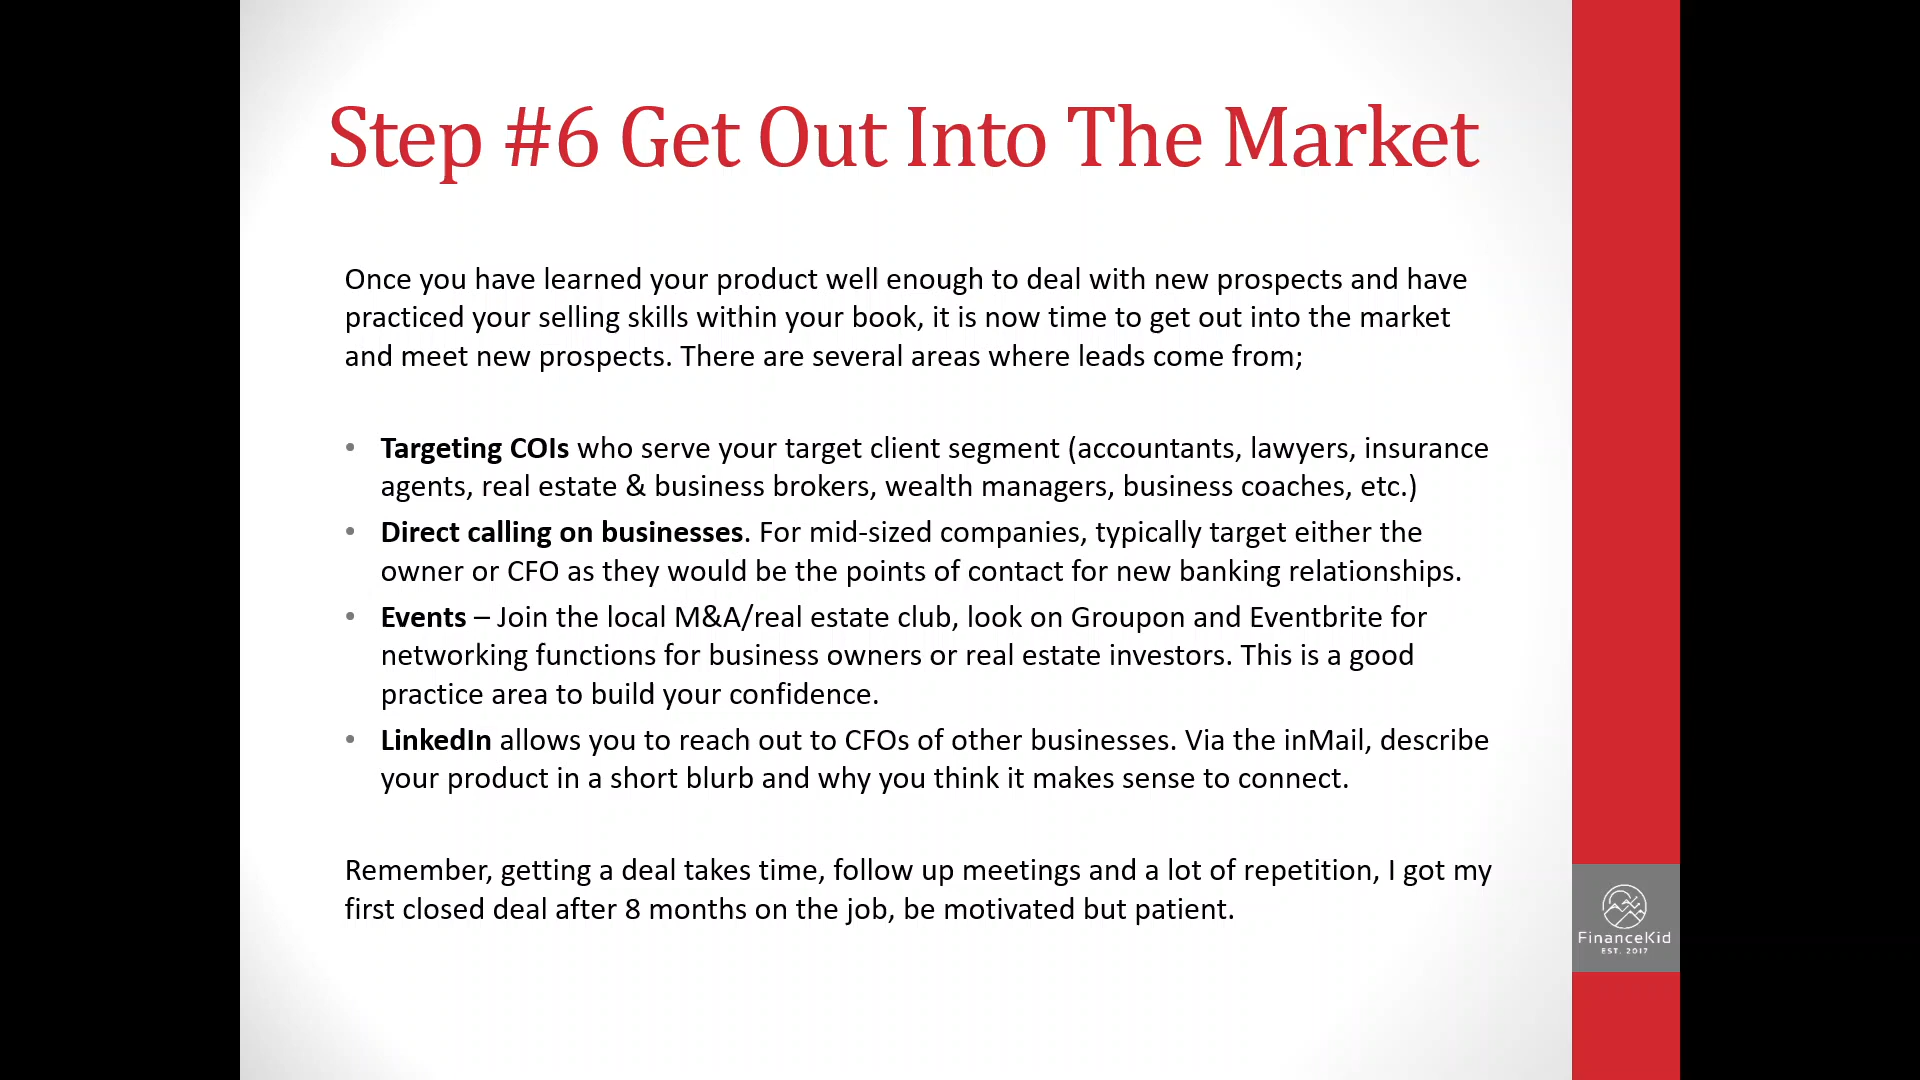 Step #6 Get Out Into The Market
Once you have learned your product well enough to deal with new prospects and have
practiced your selling skills within your book, it is now time to get out into the market
and meet new prospects. There are several areas where leads come from;
• Targeting COIs who serve your target client segment (accountants, lawyers, insurance
agents, real estate & business brokers, wealth managers, business coaches, etc.)
• Direct calling on businesses. For mid-sized companies, typically target either the
owner or CFO as they would be the points of contact for new banking relationships.
• Events – Join the local M&A/real estate club, look on Groupon and Eventbrite for
networking functions for business owners or real estate investors. This is a good
practice area to build your confidence.
• LinkedIn allows you to reach out to CFOs of other businesses. Via the inMail, describe
your product in a short blurb and why you think it makes sense to connect.
Remember, getting a deal takes time, follow up meetings and a lot of repetition, I got my
first closed deal after 8 months on the job, be motivated but patient.
FinanceKid
EST. 2017